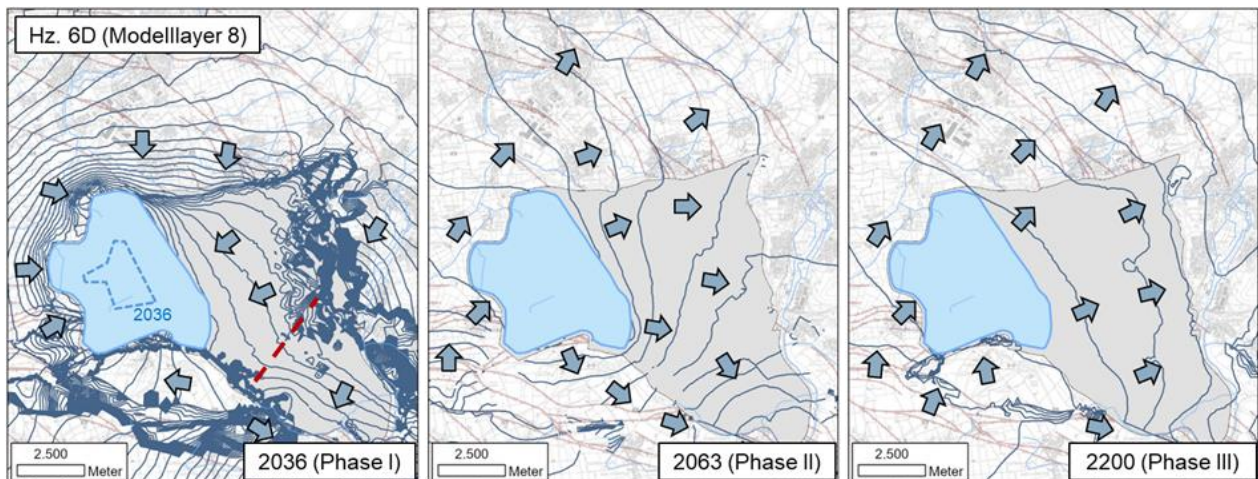 Hz. 6D (Modelllayer 8)
2036
2.500
Meter
2036 (Phase I)
2.500
Meter
2063 (Phase II)
2.500
Meter
2200 (Phase III)